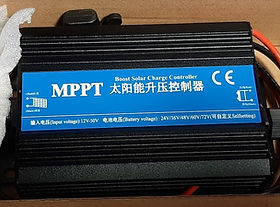 Boost Solar Charge Controller
MPPT 太阳能升压控制器
CE
输入电压(Input voltage) 12V-30V 电池电压(Battery voltage) 24V/36V/48V/60V/72V(可自定义Selfsetting)